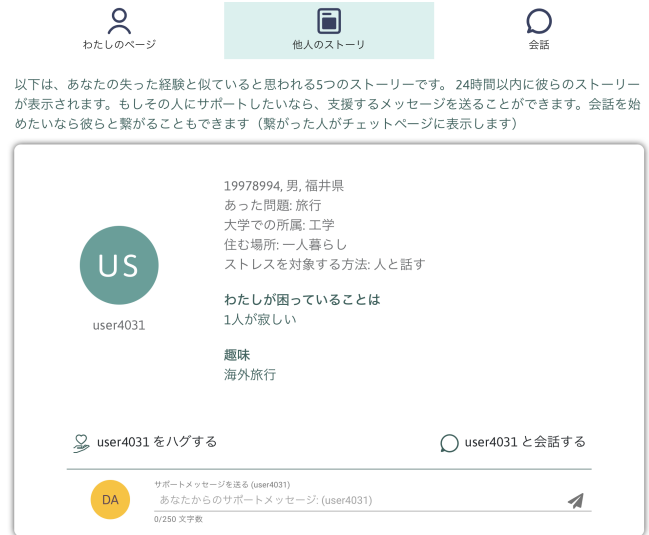 わたしのページ
他人のストーリ
会話
以下は、あなたの失った経験と似ていると思われる5つのストーリーです。 24時間以内に彼らのストーリー
が表示されます。もしその人にサポートしたいなら、支援するメッセージを送ることができます。会話を始
めたいなら彼らと繋がることもできます（繋がった人がチェットページに表示します）
19978994, 男, 福井県
あった問題: 旅行
大学での所属: 工学
住む場所: 一人暮らし
ストレスを対象する方法: 人と話す
US
user4031
わたしが困っていることは
1人が寂しい
趣味
海外旅行
user4031 をハグする
user4031 と会話する
DA
サポートメッセージを送る (user4031)
あなたからのサポートメッセージ: (user4031)
0/250 文字数